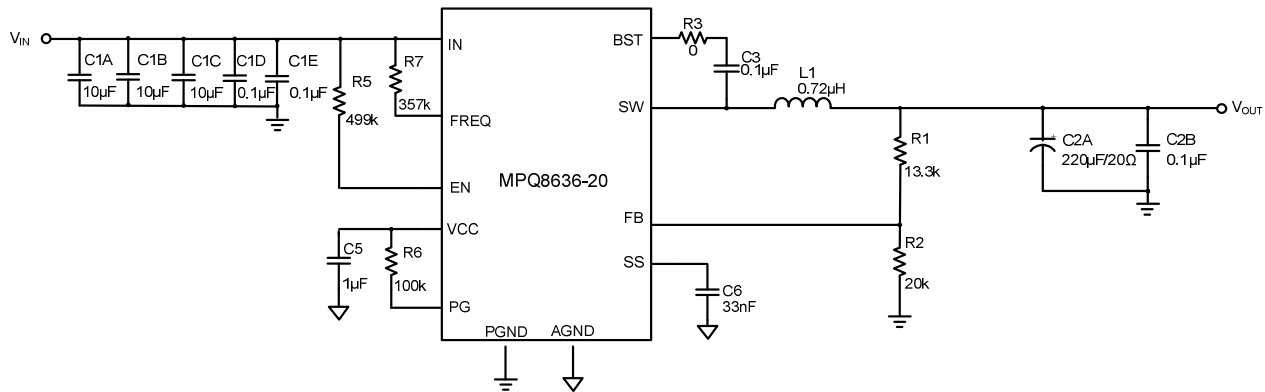 V_IN
C1A
10µF
C1B
10µF
C1C
10µF
C1D
0.1µF
C1E
0.1µF
R5
499k
R7
357k
IN
FREQ
EN
VCC
PG
C5
1µF
R6
100k
MPQ8636-20
PGND
AGND
BST
SW
FB
SS
R3
0
C3
0.1µF
L1
0.72µH
R1
13.3k
R2
20k
C6
33nF
+
C2A
220µF/20Ω
C2B
0.1µF
V_OUT